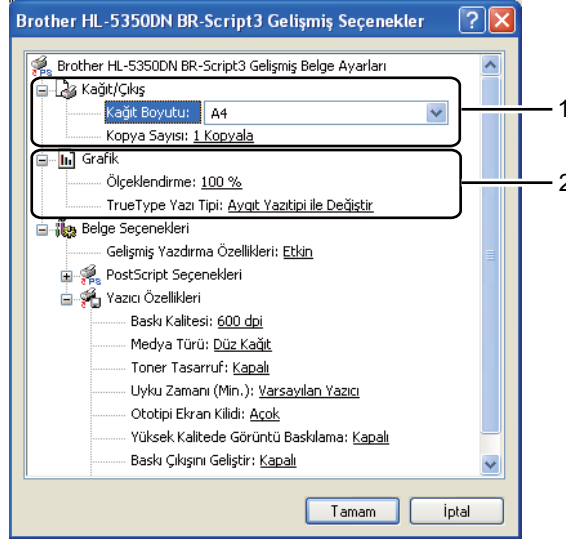 Brother HL-5350DN BR-Script3 Gelişmiş Seçenekler
Brother HL-5350DN BR-Script3 Gelişmiş Belge Ayarları
Kağıt/Çıkış
Kağıt Boyutu: A4
Kopya Sayısı: 1 Kopyala
1
Grafik
Ölçeklendirme: 100 %
2
TrueType Yazı Tipi: Aygıt Yazıtipi ile Değiştir
Belge Seçenekleri
Gelişmiş Yazdırma Özellikleri: Etkin
PS PostScript Seçenekleri
Yazıcı Özellikleri
Baskı Kalitesi: 600 dpi
Medya Türü: Düz Kağıt
Toner Tasarruf: Kapalı
Uyku Zamanı (Min.): Varsayılan Yazıcı
Ototipi Ekran Kilidi: Açok
Yüksek Kalitede Görüntü Baskılama: Kapalı
Baskı Çıkışını Geliştir: Kapalı
Tamam İptal